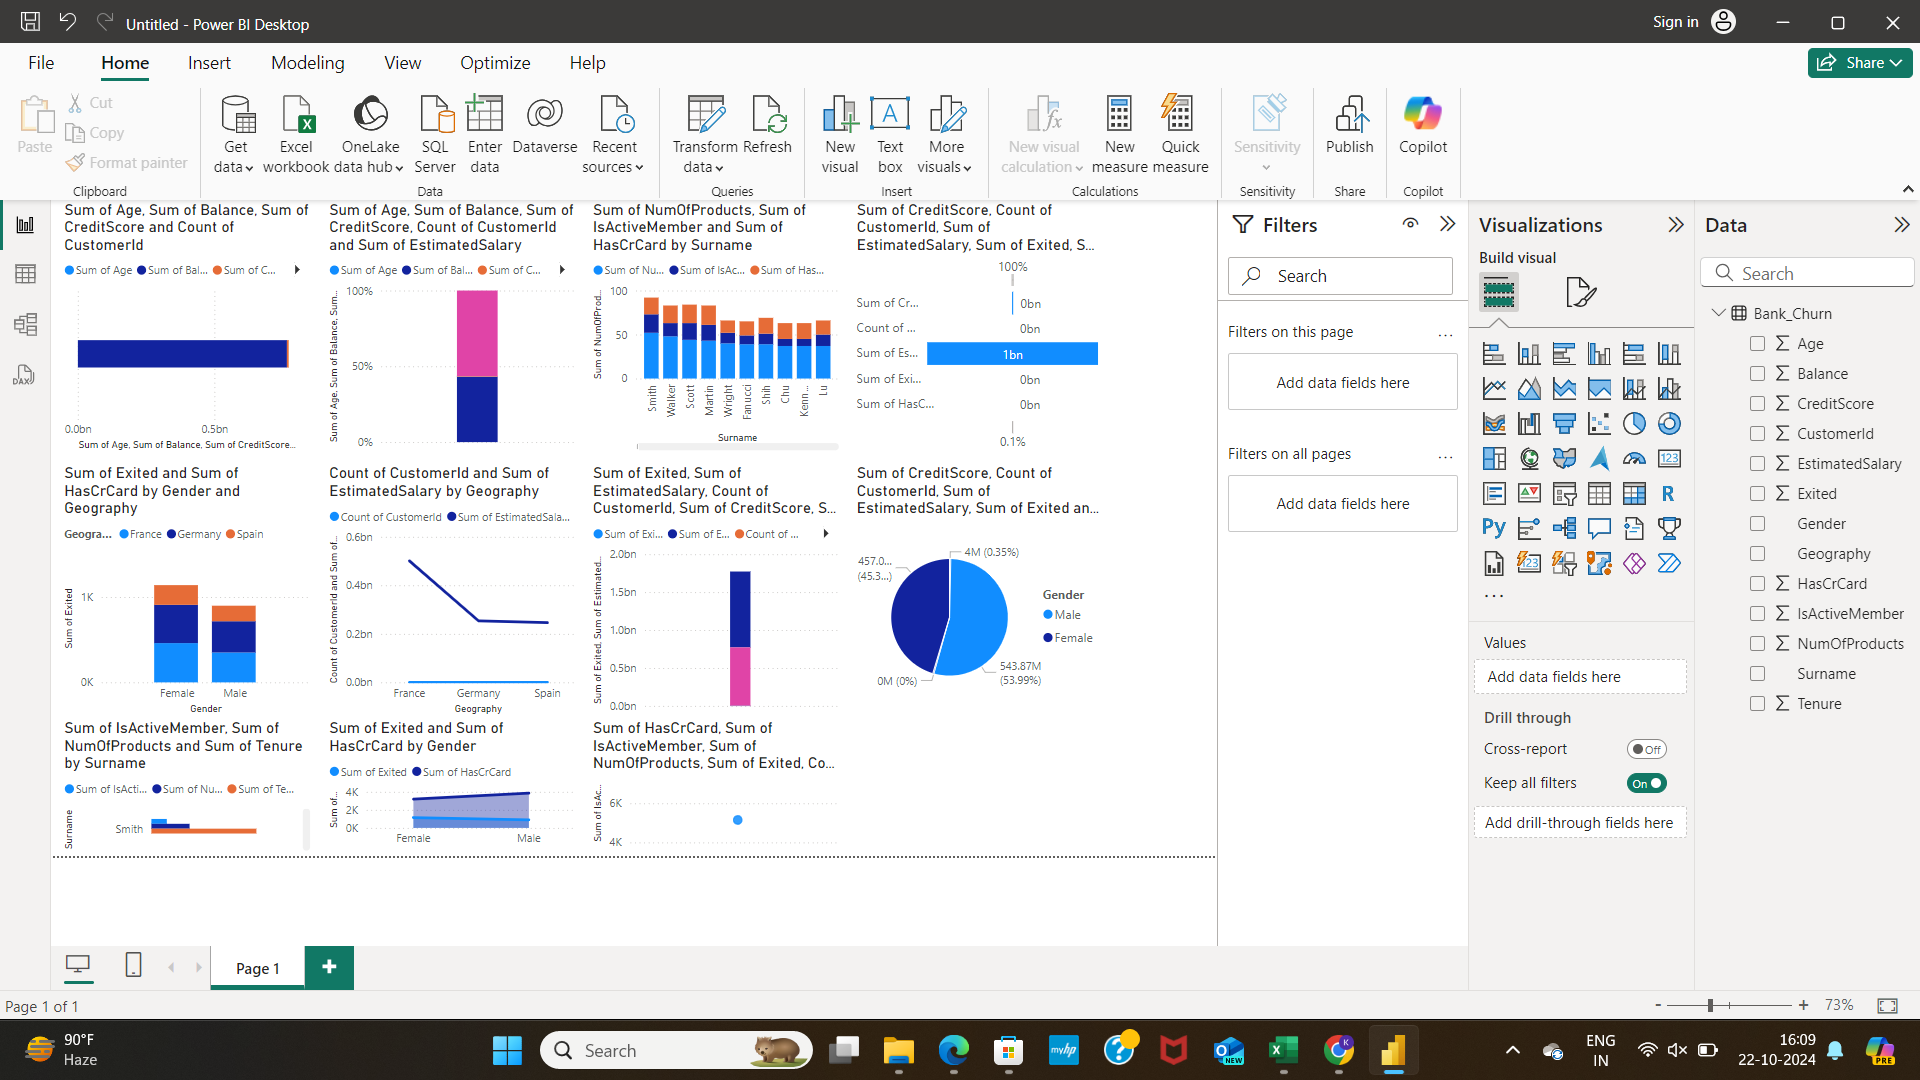 Untitled - Power BI Desktop
Sign in
File Home Insert Modeling View Optimize Help
Share
Paste
Cut
Copy
Format painter
Clipboard
Get data
Excel workbook
OneLake data hub
SQL Server
Enter data
Dataverse
Recent sources
Data
Transform data
Refresh
Queries
New visual
Text box
More visuals
Insert
New visual calculation
New measure
Quick measure
Calculations
Sensitivity
Sensitivity
Publish
Share
Copilot
Copilot
Sum of Age, Sum of Balance, Sum of
CreditScore and Count of
CustomerId
Sum of Age Sum of Bal... Sum of C...
0.0bn 0.5bn
Sum of Age, Sum of Balance, Sum of CreditScore...
Sum of Age, Sum of Balance, Sum of
CreditScore, Count of CustomerId
and Sum of EstimatedSalary
Sum of Age Sum of Bal... Sum of C...
Sum of Age, Sum of Balance, Sum...
100%
50%
0%
Sum of NumOfProducts, Sum of
IsActiveMember and Sum of
HasCrCard by Surname
Sum of Nu... Sum of IsAc... Sum of Has...
Sum of NumOfProd...
100
50
0
Smith Walker Scott Martin Wright Fanucci Shih Chu Kenn... Lu
Surname
Sum of CreditScore, Count of
CustomerId, Sum of
EstimatedSalary, Sum of Exited, S...
100%
Sum of Cr... 0bn
Count of ... 0bn
Sum of Es... 1bn
Sum of Exi... 0bn
Sum of HasC... 0bn
0.1%
Sum of Exited and Sum of
HasCrCard by Gender and
Geography
Geogra... France Germany Spain
Sum of Exited
1K
0K
Female Male
Gender
Count of CustomerId and Sum of
EstimatedSalary by Geography
Count of CustomerId Sum of EstimatedSala...
Count of CustomerId and Sum of...
0.6bn
0.4bn
0.2bn
0.0bn
France Germany Spain
Geography
Sum of Exited, Sum of
EstimatedSalary, Count of
CustomerId, Sum of CreditScore, S...
Sum of Exi... Sum of E... Count of ...
Sum of Exited, Sum of Estimated...
2.0bn
1.5bn
1.0bn
0.5bn
0.0bn
Sum of CreditScore, Count of
CustomerId, Sum of
EstimatedSalary, Sum of Exited an...
4M (0.35%)
457.0...
(45.3...)
543.87M
(53.99%)
0M (0%)
Gender
Male
Female
Sum of IsActiveMember, Sum of
NumOfProducts and Sum of Tenure
by Surname
Sum of IsActi... Sum of Nu... Sum of Te...
Surname
Smith
Sum of Exited and Sum of
HasCrCard by Gender
Sum of Exited Sum of HasCrCard
Sum of...
4K
2K
0K
Female Male
Sum of HasCrCard, Sum of
IsActiveMember, Sum of
NumOfProducts, Sum of Exited, Co...
Sum of IsAc...
6K
4K
Filters
Search
Filters on this page ...
Add data fields here
Filters on all pages ...
Add data fields here
Visualizations
Build visual
123
R
Py
123
...
Values
Add data fields here
Drill through
Cross-report Off
Keep all filters On
Add drill-through fields here
Data
Search
Bank_Churn
Age
Balance
CreditScore
CustomerId
EstimatedSalary
Exited
Gender
Geography
HasCrCard
IsActiveMember
NumOfProducts
Surname
Tenure
Page 1
Page 1 of 1
- + 73%
90°F
Haze
Search
myhp
NEW
K
ENG
IN
16:09
22-10-2024
PRE